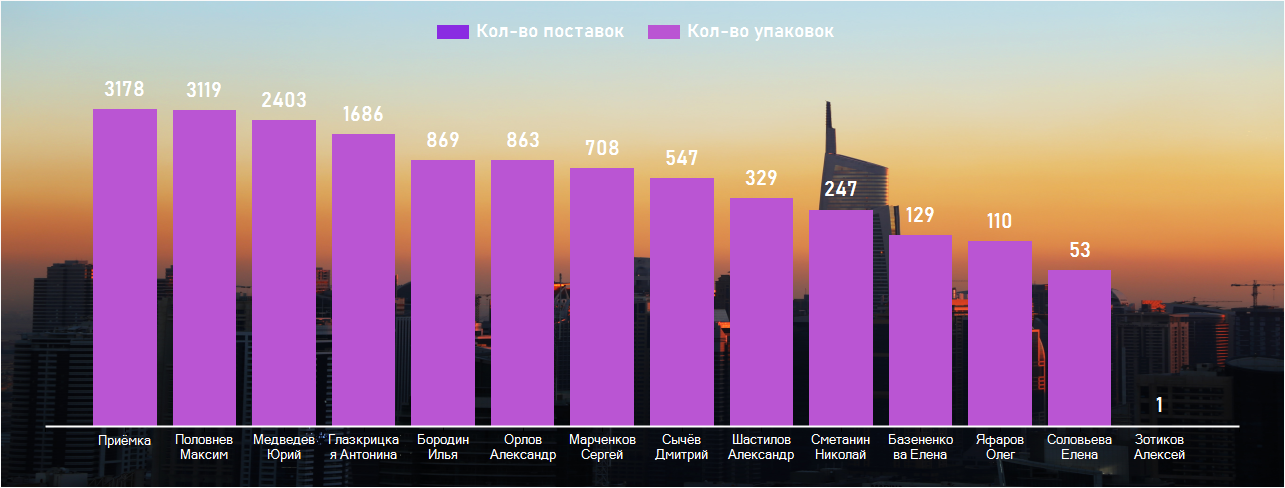 Кол-во поставок Кол-во упаковок
3178 3119 2403 1686 869 863 708 547 329 247 129 110 53 1
Приёмка Половнев Медведев Глазкрицка Бородин Орлов Марченков Сычёв Шастилов Сметанин Базененко Яфаров Соловьева Зотиков
Максим Юрий я Антонина Илья Александр Сергей Дмитрий Александр Николай ва Елена Олег Елена Алексей